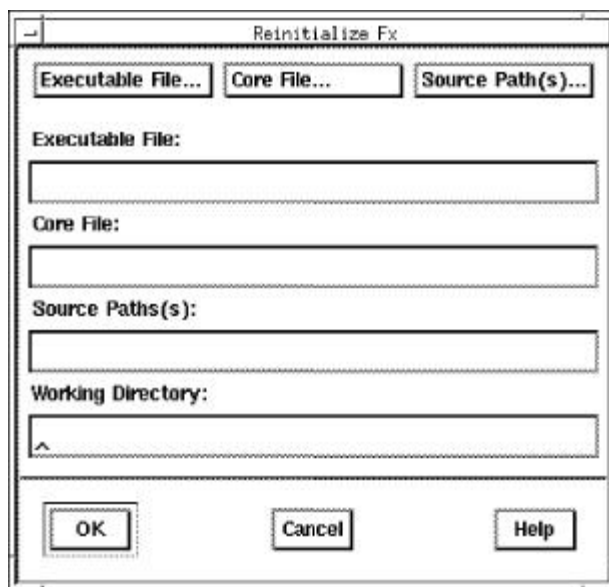 Reinitialize Fx
Executable File... Core File... Source Path(s)...
Executable File:
Core File:
Source Paths(s):
Working Directory:
^
OK Cancel Help